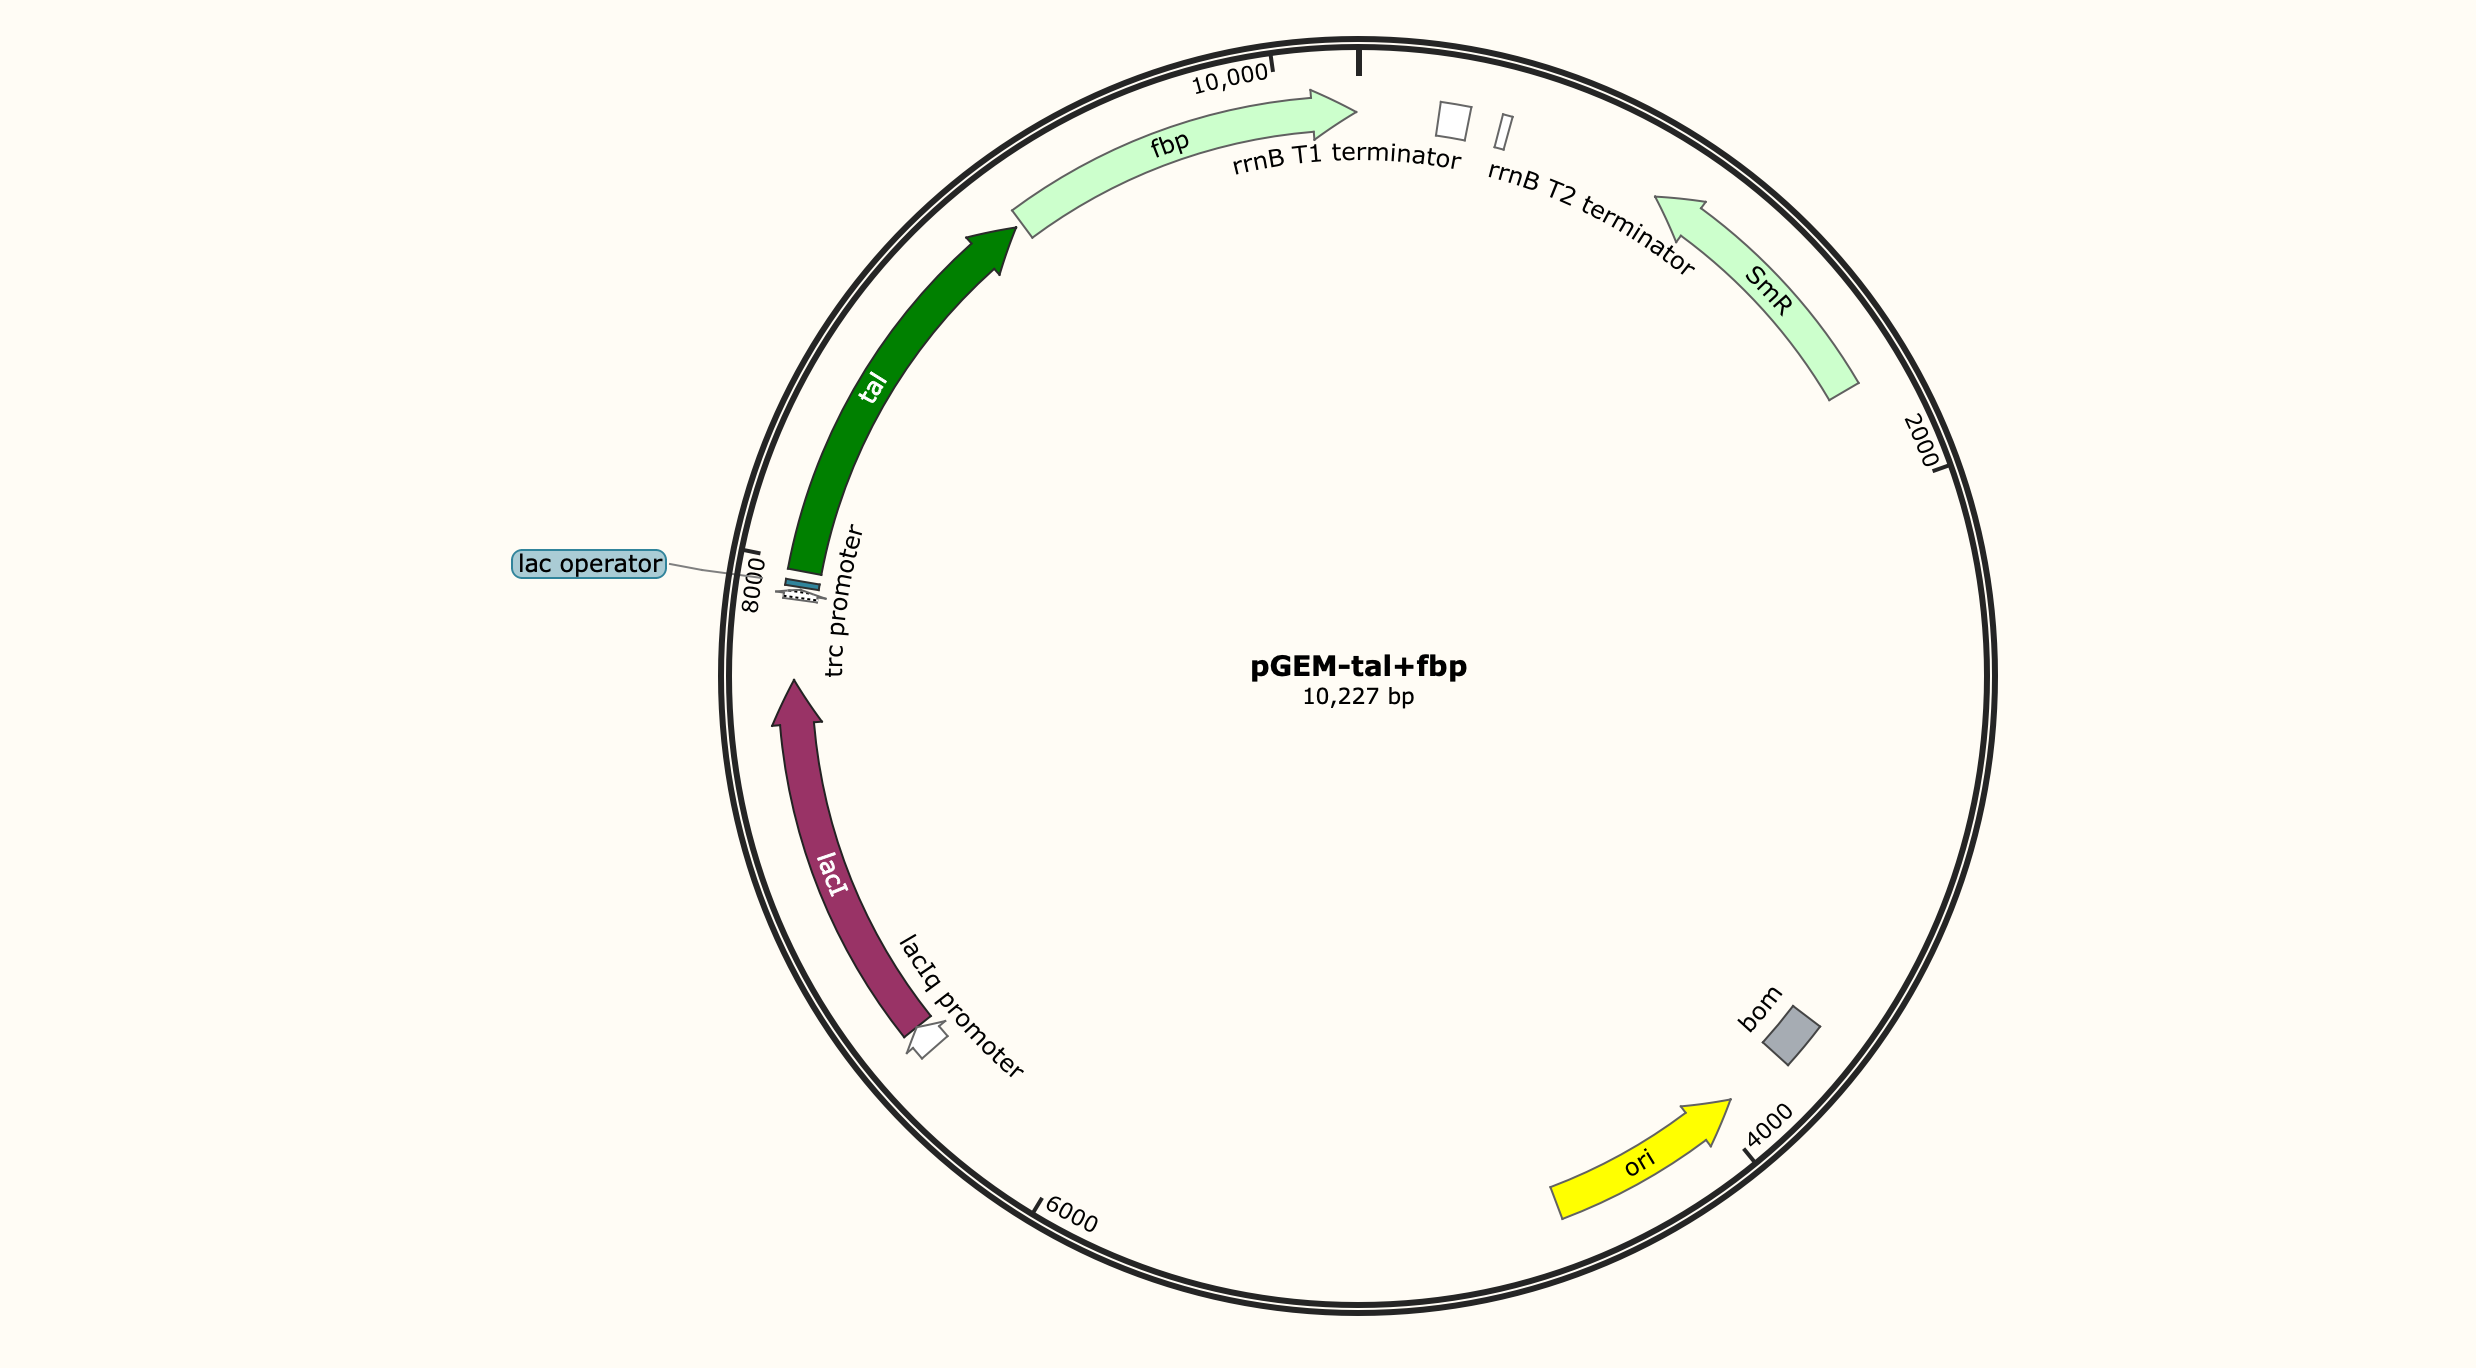 10,000
fbp
rrnB T1 terminator
rrnB T2 terminator
SmR
tal
2000
lac operator
8000
trc promoter
pGEM-tal+fbp
10,227 bp
lacI
lacIq promoter
bom
4000
ori
6000